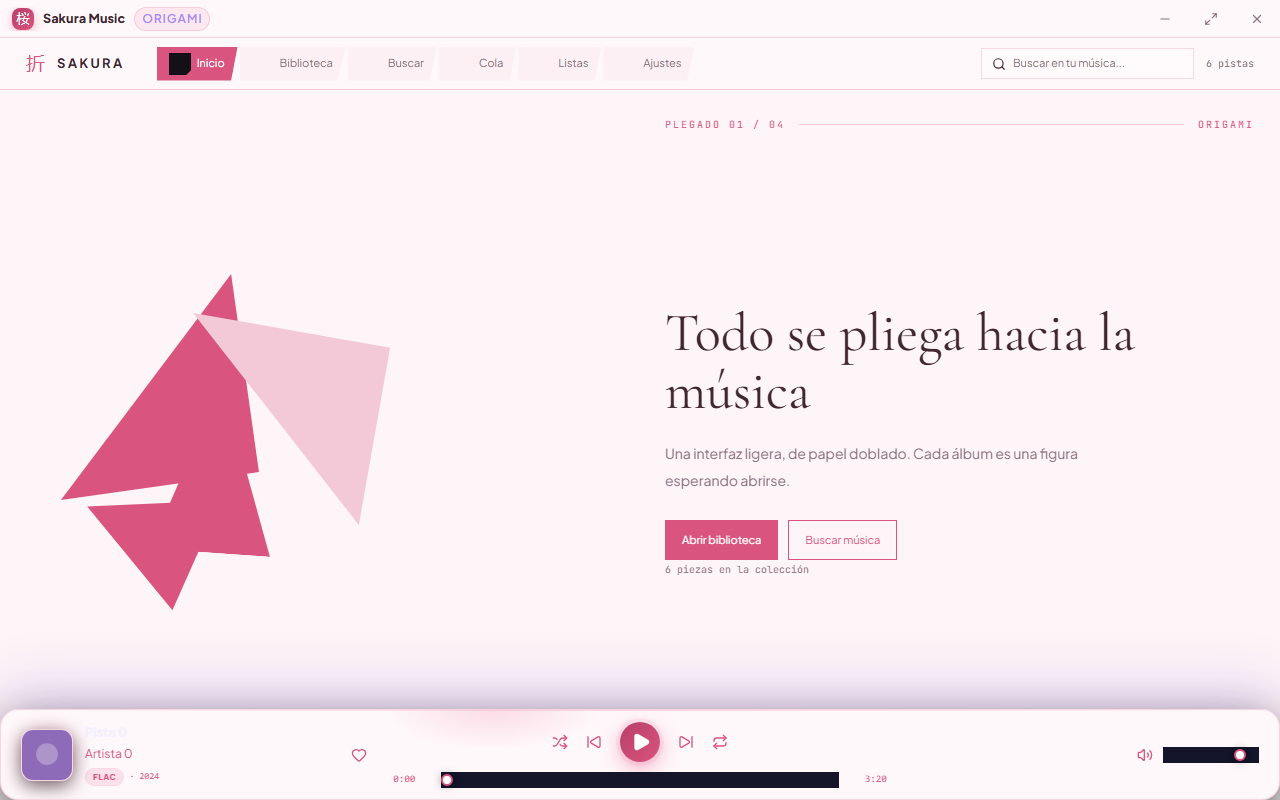 桜 Sakura Music ORIGAMI
折 SAKURA Inicio Biblioteca Buscar Cola Listas Ajustes Buscar en tu música... 6 pistas
PLEGADO 01 / 04 ORIGAMI
Todo se pliega hacia la
música
Una interfaz ligera, de papel doblado. Cada álbum es una figura
esperando abrirse.
Abrir biblioteca Buscar música
6 piezas en la colección
Pista 0
Artista 0
FLAC · 2024
0:00 3:20